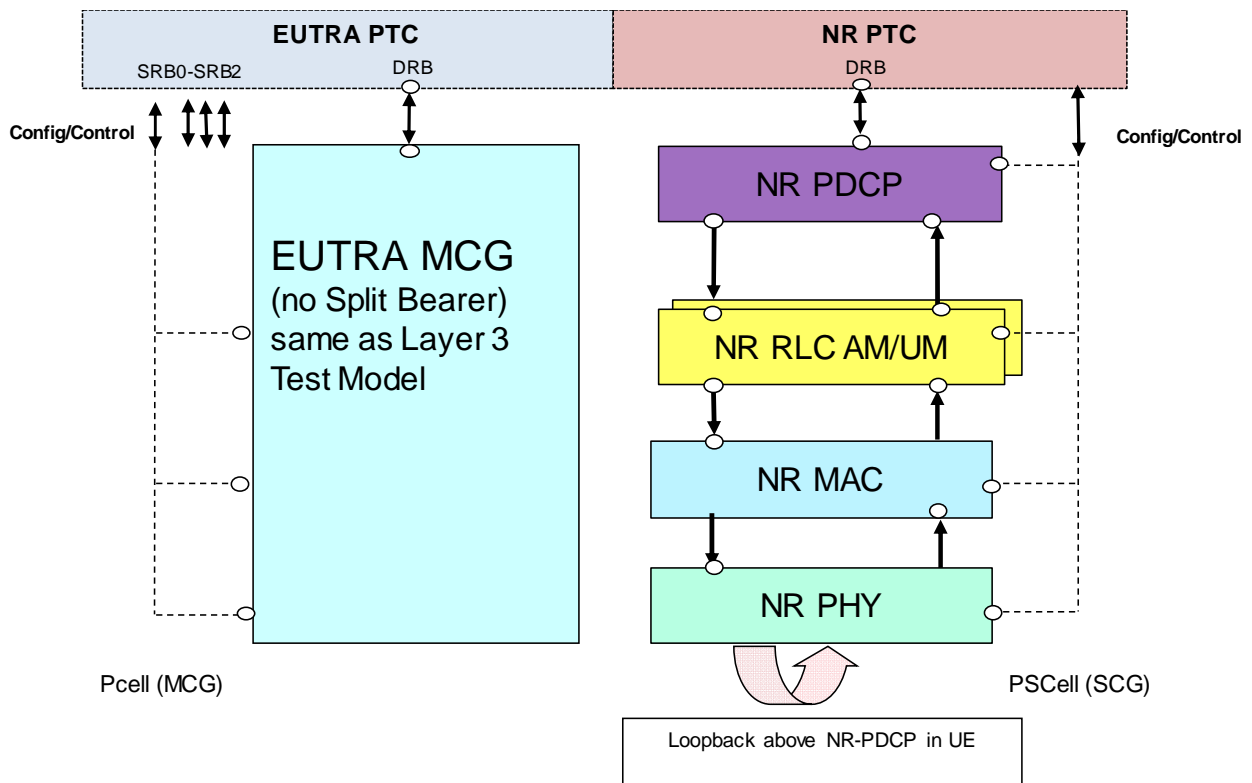 EUTRA PTC
NR PTC
SRB0-SRB2
DRB
DRB
Config/Control
Config/Control
NR PDCP
EUTRA MCG
(no Split Bearer)
same as Layer 3
Test Model
NR RLC AM/UM
NR MAC
NR PHY
Pcell (MCG)
PSCell (SCG)
Loopback above NR-PDCP in UE